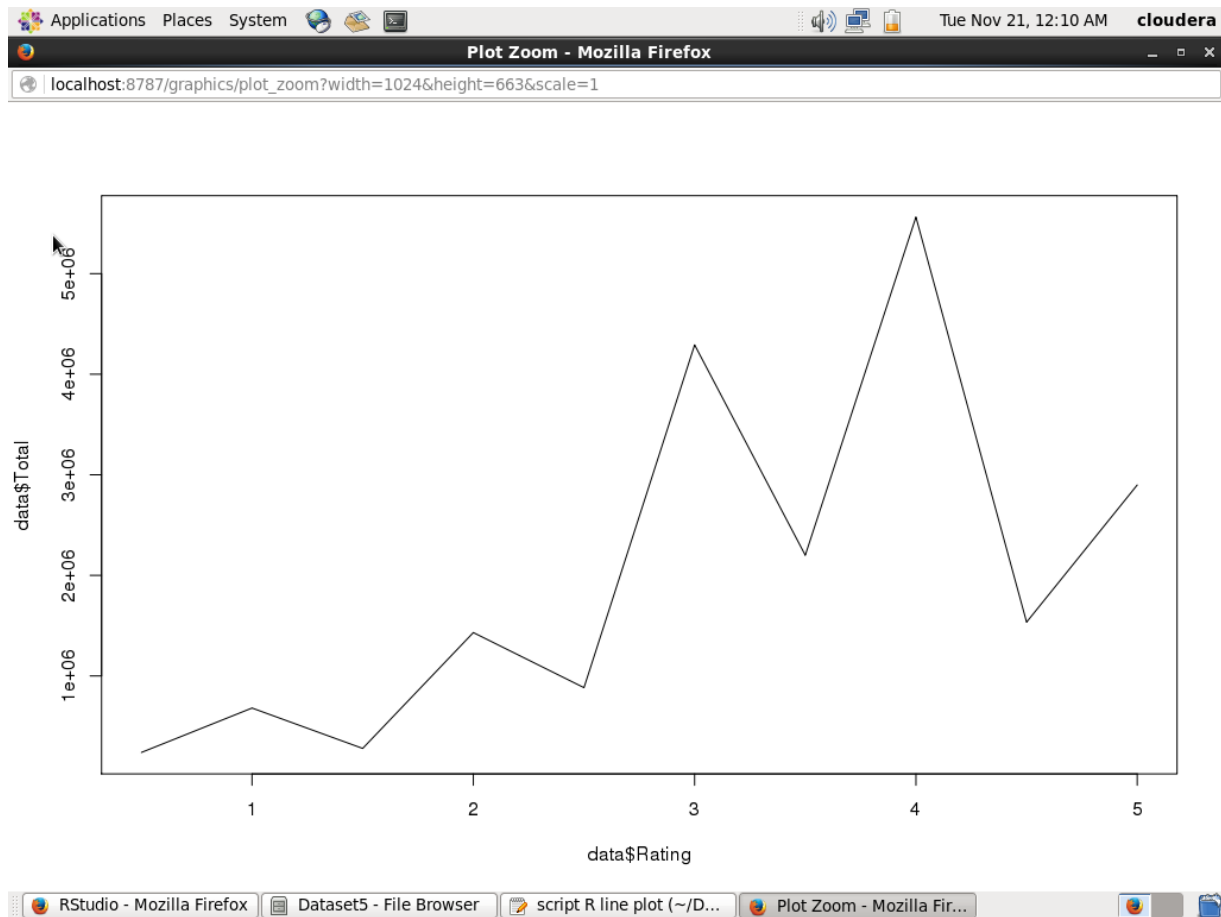 Applications Places System Tue Nov 21, 12:10 AM cloudera
Plot Zoom - Mozilla Firefox
localhost:8787/graphics/plot_zoom?width=1024&height=663&scale=1
data$Total
5e+06
4e+06
3e+06
2e+06
1e+06
1 2 3 4 5
data$Rating
RStudio - Mozilla Firefox Dataset5 - File Browser script R line plot (~/D... Plot Zoom - Mozilla Fir...